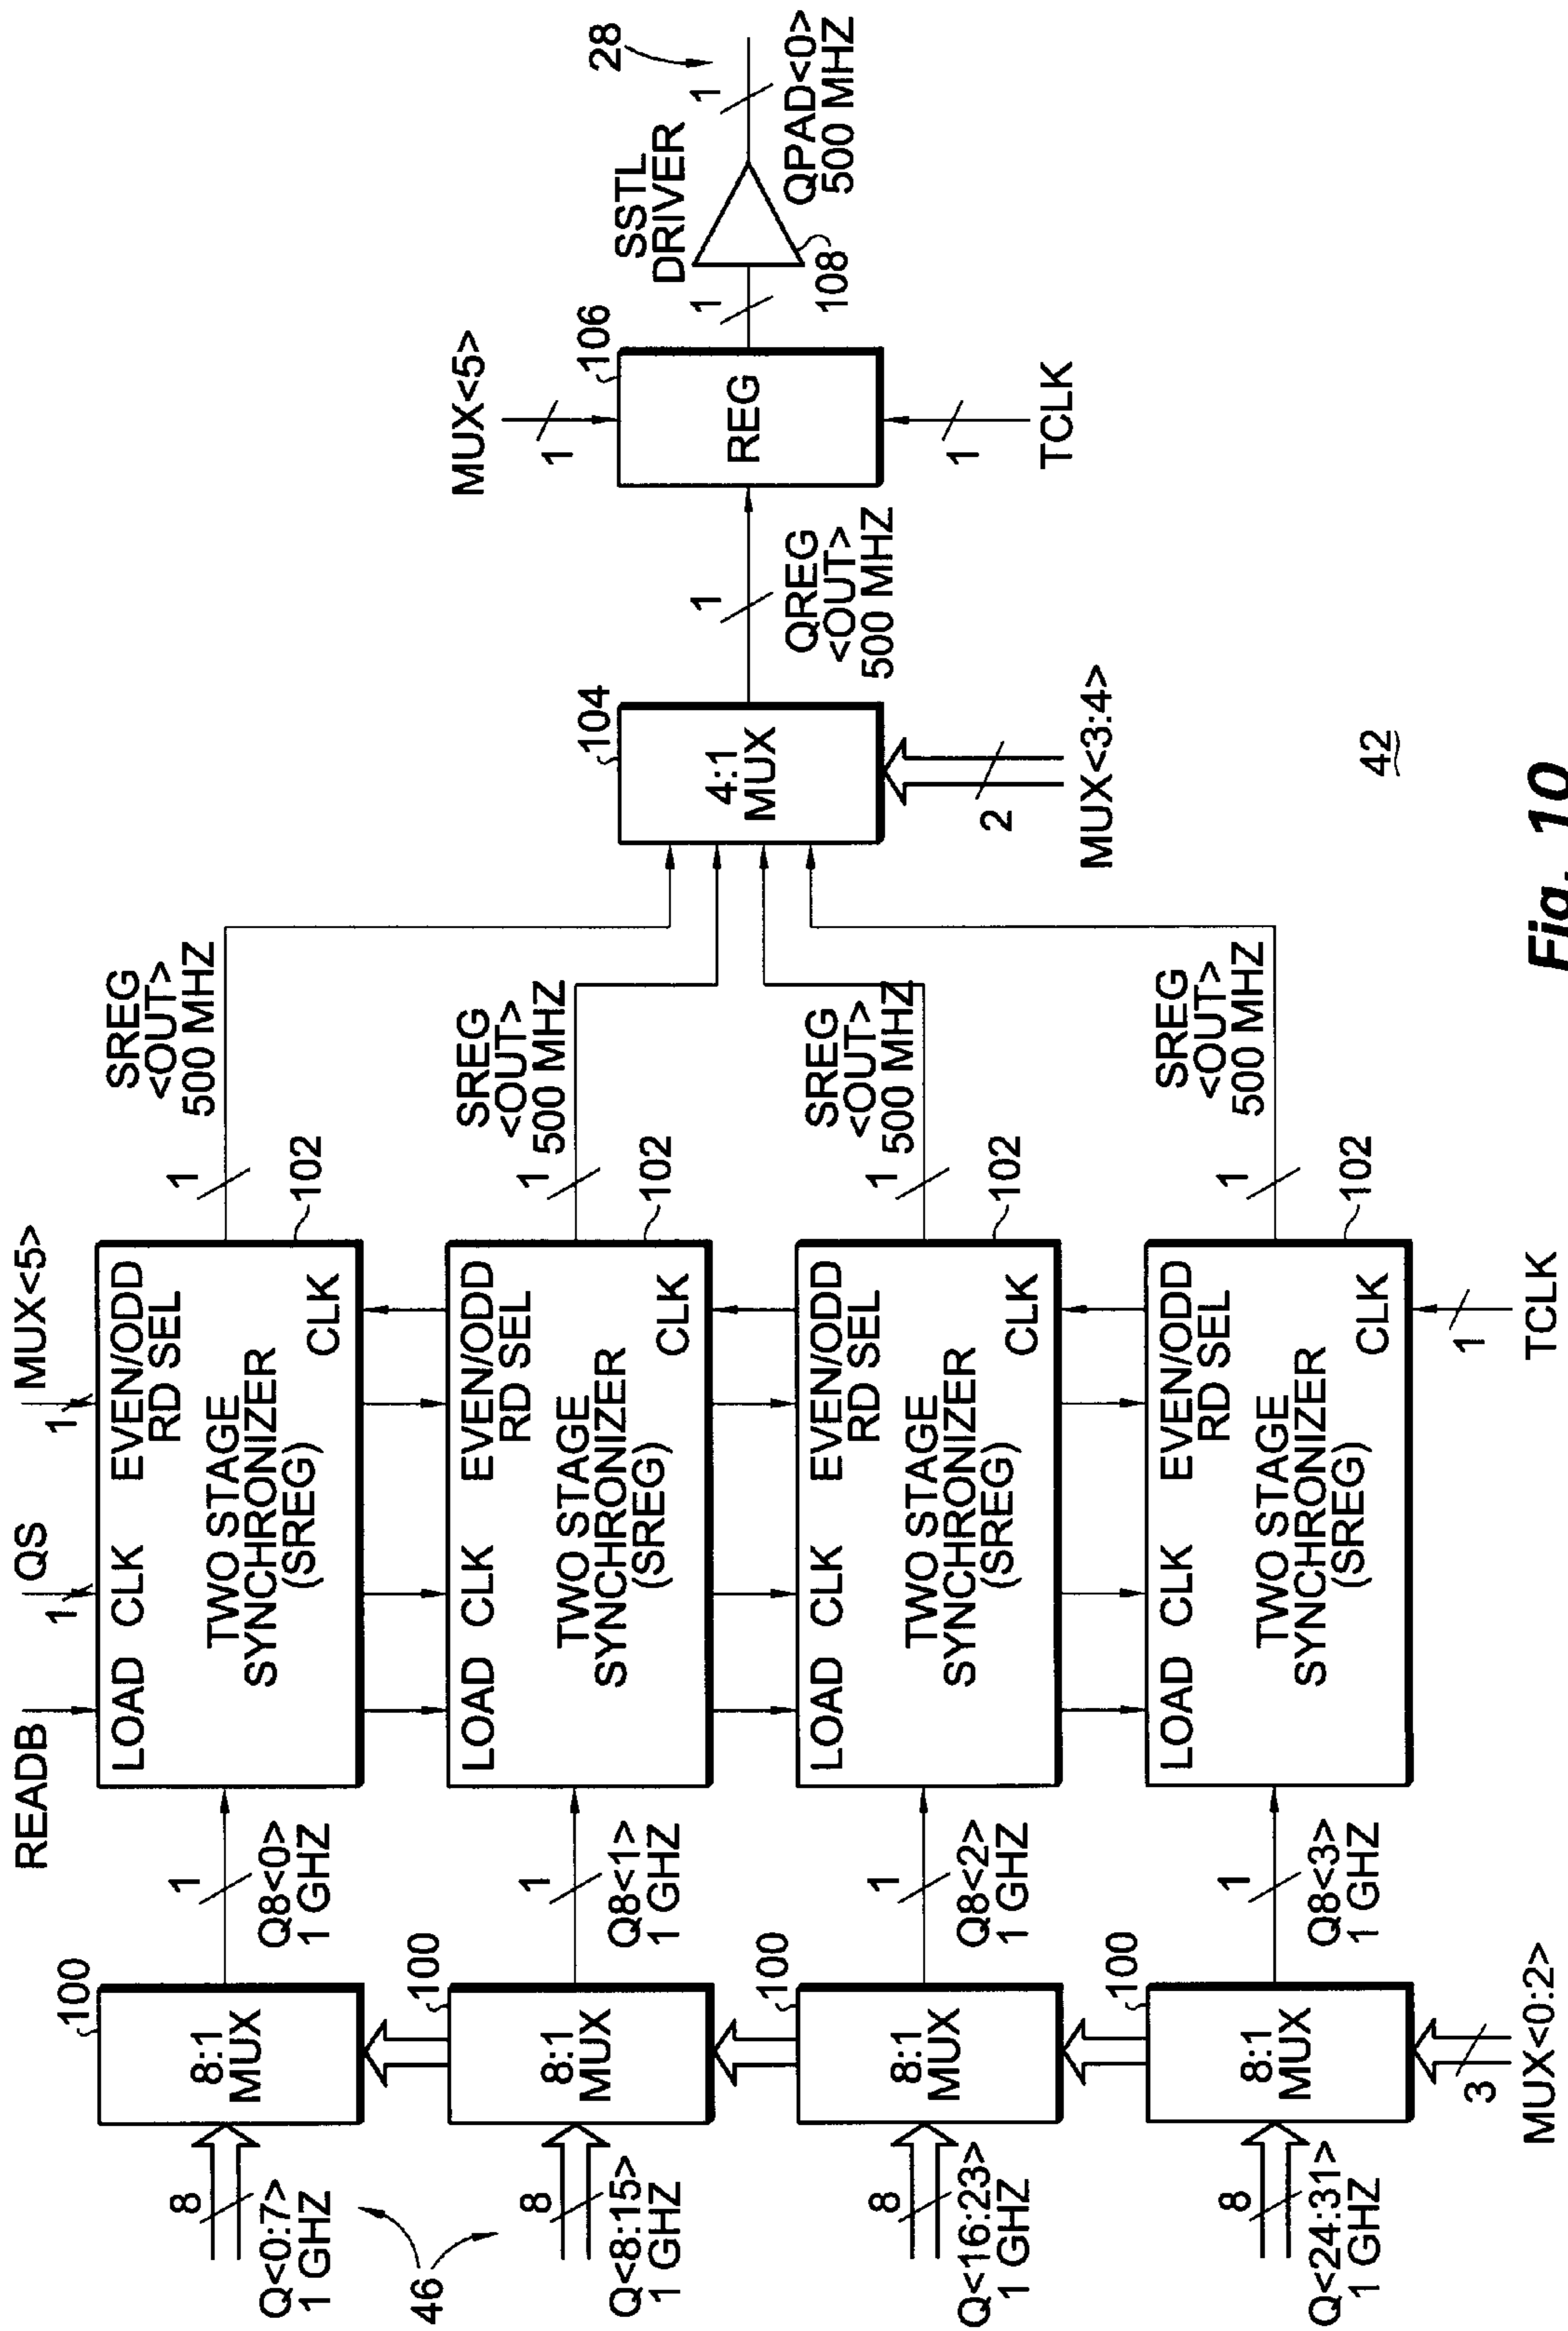 READB
QS
1
MUX<5>
1
8
Q<0:7>
1 GHZ
46
100
8:1
MUX
1
Q8<0>
1 GHZ
LOAD CLK EVEN/ODD
RD SEL
TWO STAGE
SYNCHRONIZER
(SREG)
CLK
102
1
SREG
<OUT>
500 MHZ
8
Q<8:15>
1 GHZ
100
8:1
MUX
1
Q8<1>
1 GHZ
LOAD CLK EVEN/ODD
RD SEL
TWO STAGE
SYNCHRONIZER
(SREG)
CLK
102
1
SREG
<OUT>
500 MHZ
8
Q<16:23>
1 GHZ
100
8:1
MUX
1
Q8<2>
1 GHZ
LOAD CLK EVEN/ODD
RD SEL
TWO STAGE
SYNCHRONIZER
(SREG)
CLK
102
1
SREG
<OUT>
500 MHZ
8
Q<24:31>
1 GHZ
100
8:1
MUX
3
MUX<0:2>
1
Q8<3>
1 GHZ
LOAD CLK EVEN/ODD
RD SEL
TWO STAGE
SYNCHRONIZER
(SREG)
CLK
102
1
TCLK
1
SREG
<OUT>
500 MHZ
104
4:1
MUX
2
MUX<3:4>
1
QREG
<OUT>
500 MHZ
MUX<5>
1
106
REG
1
TCLK
1
SSTL
DRIVER
108
1
28
QPAD<0>
500 MHZ
42
Fig. 10